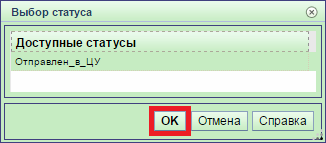 Выбор статуса
Доступные статусы
Отправлен_в_ЦУ
OK Отмена Справка